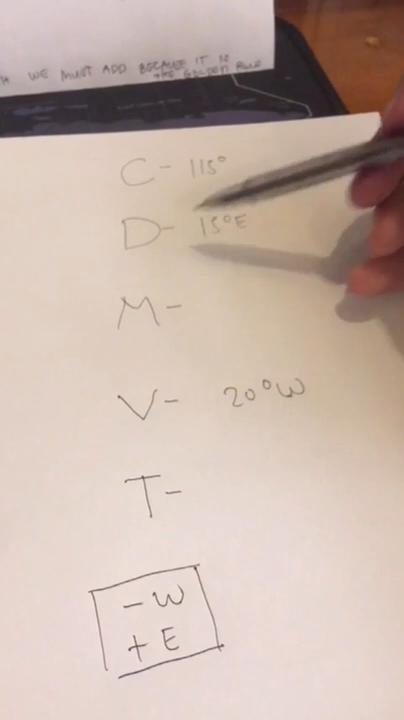 WE MUST ADD BECAUSE IT IS
THE GOLDEN RULE
C- 115°
D- 15°E
M-
V- 20°W
T-
-W
+E